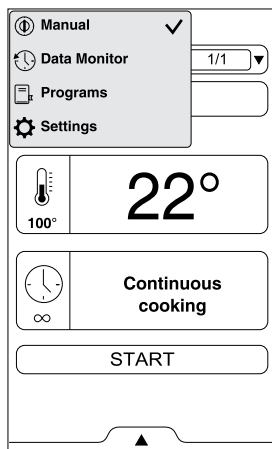 Manual
Data Monitor
1/1
Programs
Settings
22°
100°
Continuous
cooking
∞
START